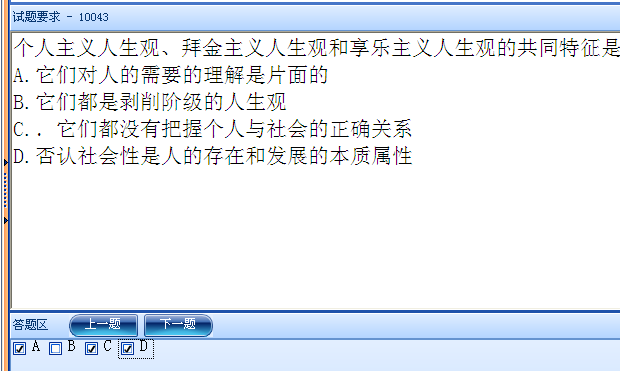 试题要求 - 10043
个人主义人生观、拜金主义人生观和享乐主义人生观的共同特征是
A.它们对人的需要的理解是片面的
B.它们都是剥削阶级的人生观
C.. 它们都没有把握个人与社会的正确关系
D.否认社会性是人的存在和发展的本质属性
答题区 上一题 下一题
A B C D